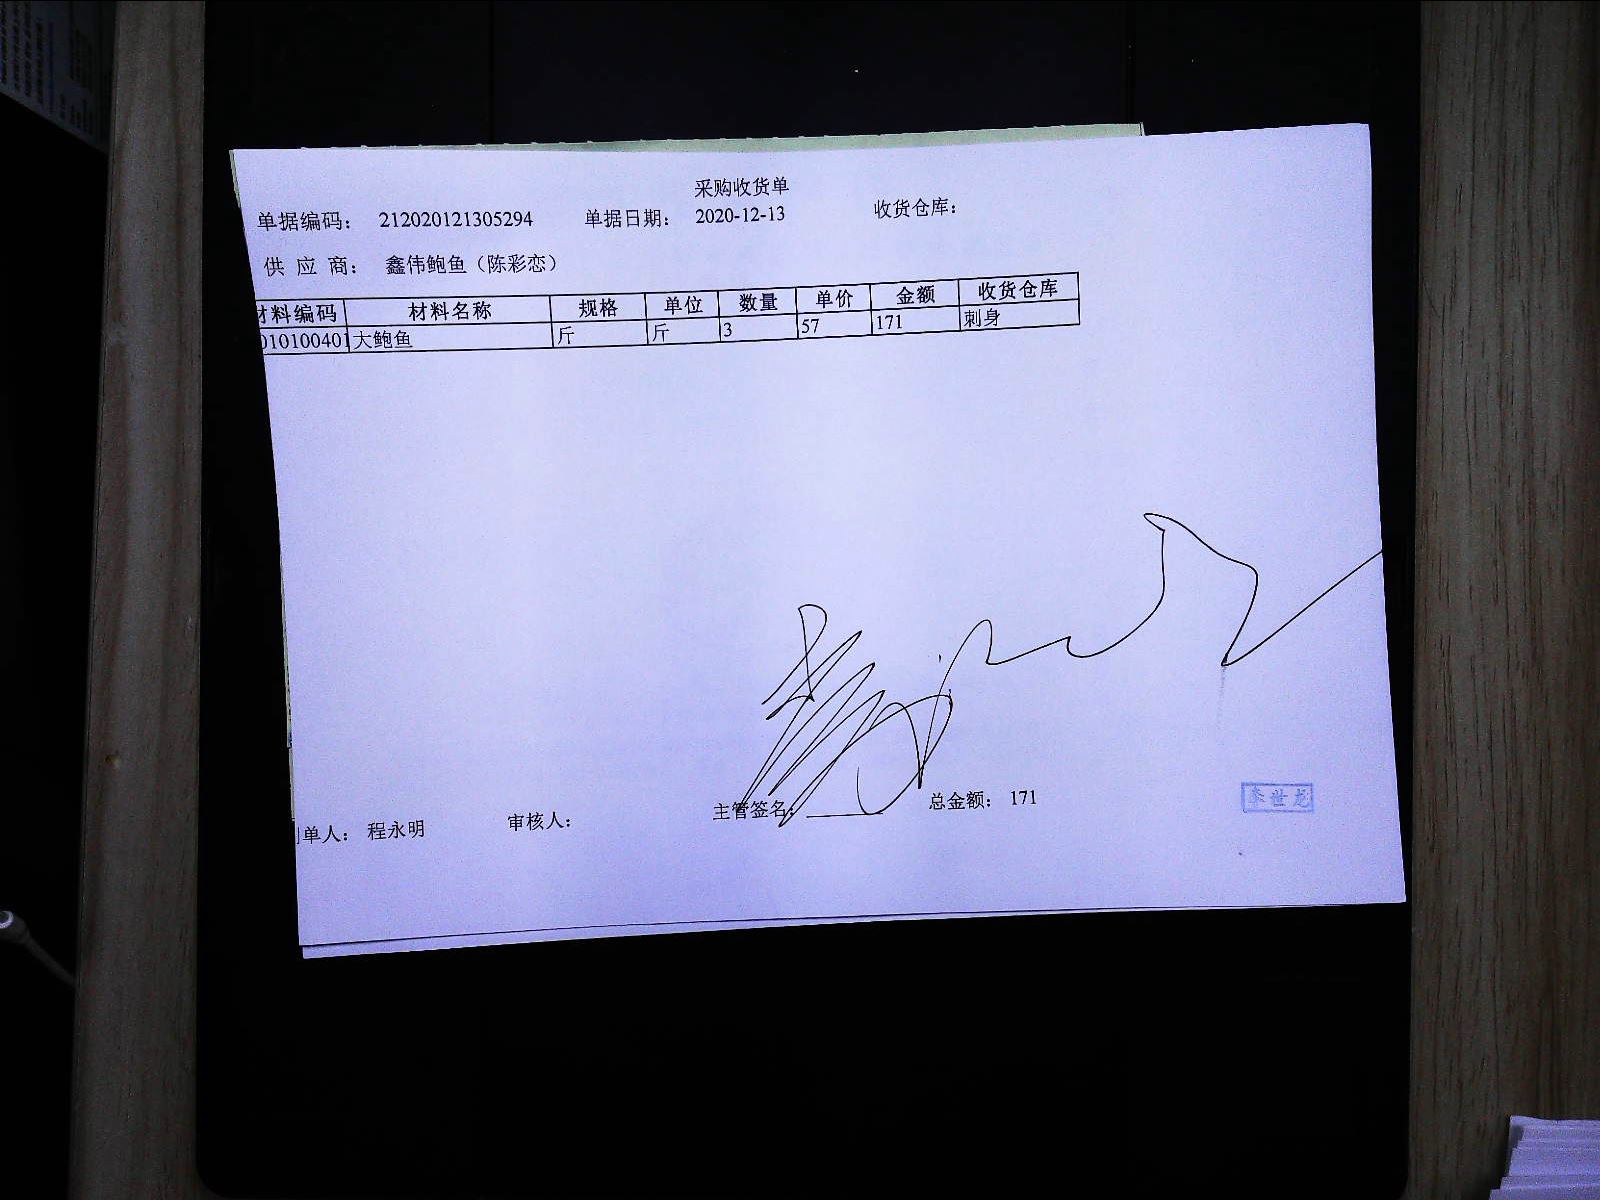 采购收货单
单据编码： 212020121305294 单据日期： 2020-12-13 收货仓库：
供 应 商： 鑫伟鲍鱼（陈彩恋）
材料编码 材料名称 规格 单位 数量 单价 金额 收货仓库
010100401 大鲍鱼 斤 斤 3 57 171 刺身
单人： 程永明 审核人： 主管签名： 总金额： 171
李世龙